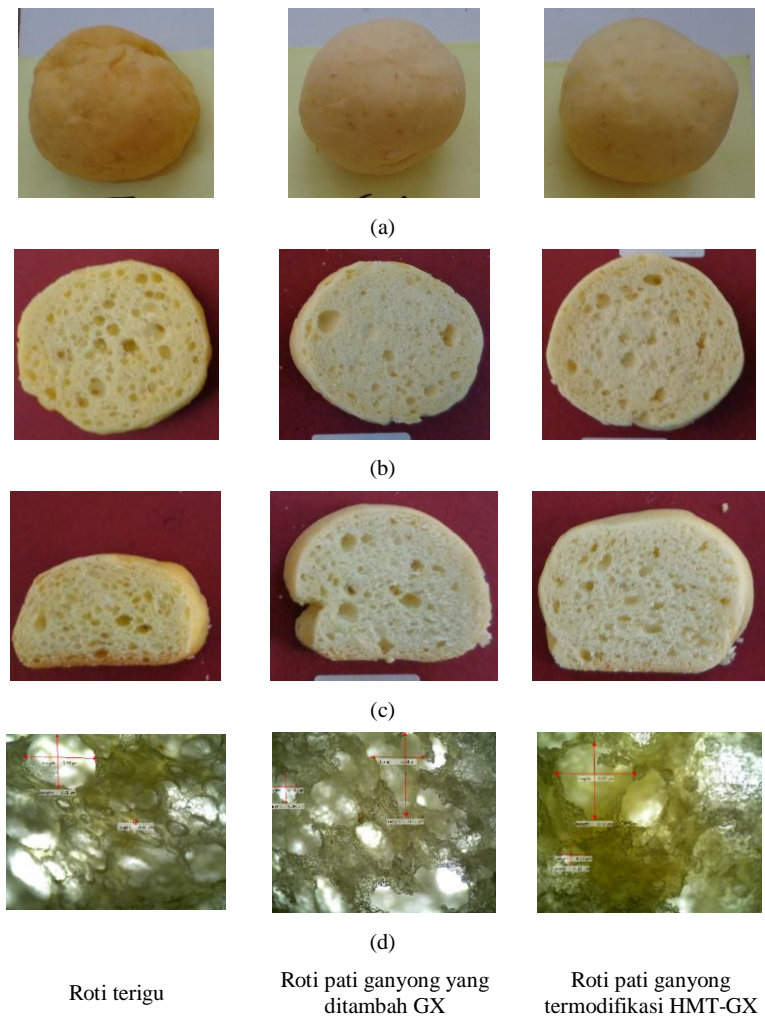 (a)
(b)
(c)
(d)
Roti terigu
Roti pati ganyong yang
ditambah GX
Roti pati ganyong
termodifikasi HMT-GX